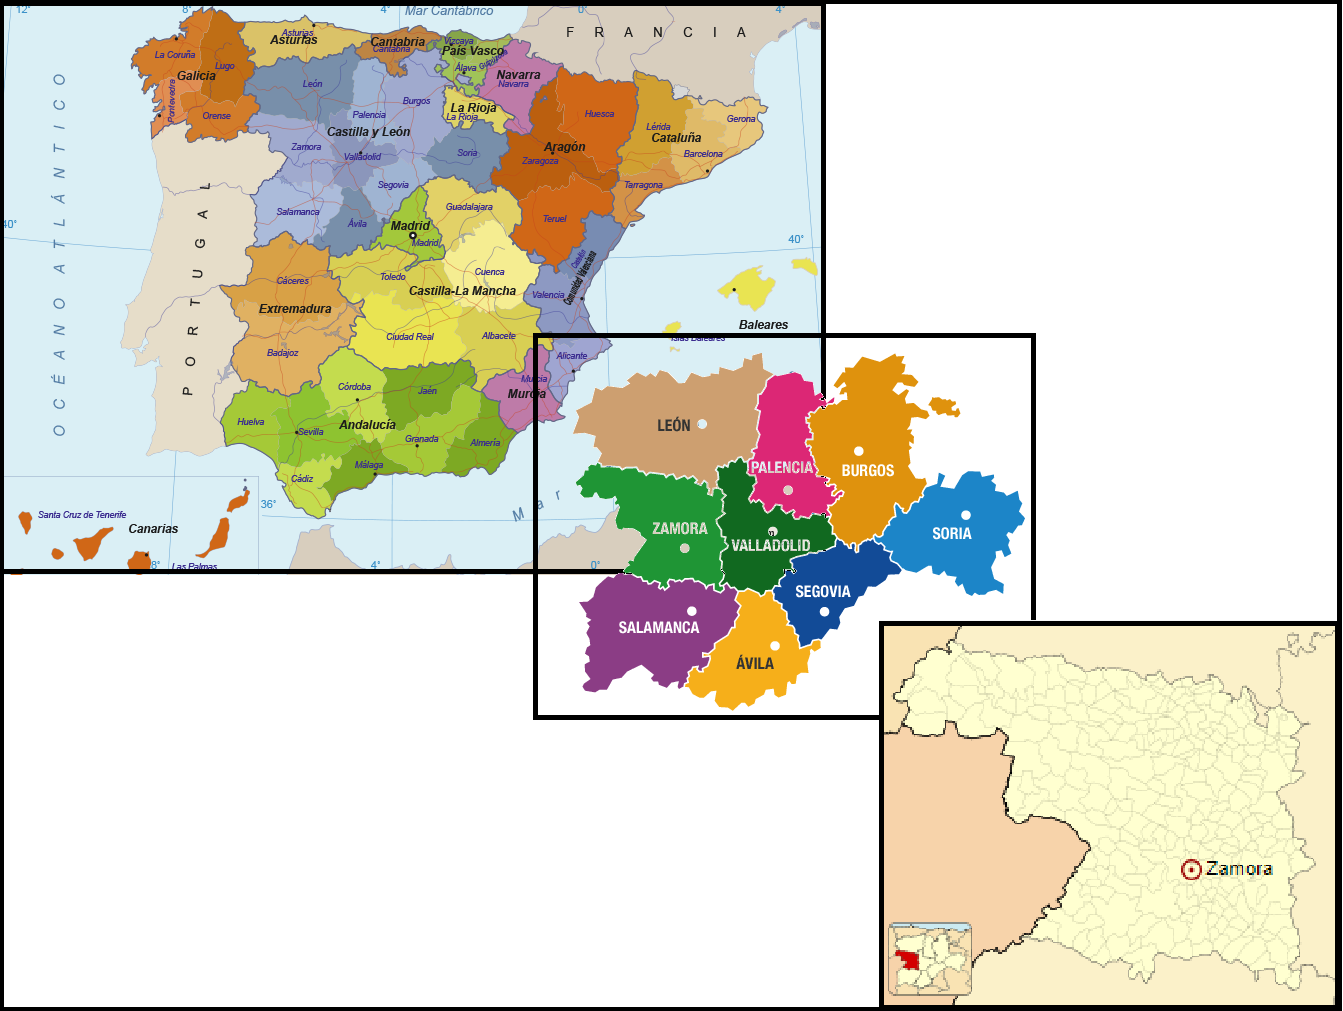 12°
8°
4°
Mar Cantábrico
0°
4°
FRANCIA
Asturias
Asturias
Cantabria
Cantabria
Vizcaya
País Vasco
Guipúzcoa
Álava
La Coruña
Lugo
Galicia
Pontevedra
Orense
León
Navarra
Navarra
Burgos
Palencia
La Rioja
La Rioja
Huesca
Lérida
Gerona
Cataluña
Barcelona
Castilla y León
Zamora
Valladolid
Soria
Aragón
Zaragoza
Segovia
Tarragona
Salamanca
Ávila
Guadalajara
Teruel
Madrid
Madrid
40°
40°
OCÉANO ATLÁNTICO
PORTUGAL
Cáceres
Toledo
Cuenca
Castellón
Comunidad Valenciana
Castilla-La Mancha
Valencia
Extremadura
Baleares
Islas Baleares
Ciudad Real
Albacete
Badajoz
Alicante
Córdoba
Jaén
Murcia
Murcia
Huelva
Sevilla
Andalucía
Granada
Almería
Málaga
Cádiz
36°
Mar
Santa Cruz de Tenerife
Canarias
Las Palmas
8°
4°
0°
LEÓN
PALENCIA
BURGOS
ZAMORA
VALLADOLID
SORIA
SEGOVIA
SALAMANCA
ÁVILA
Zamora